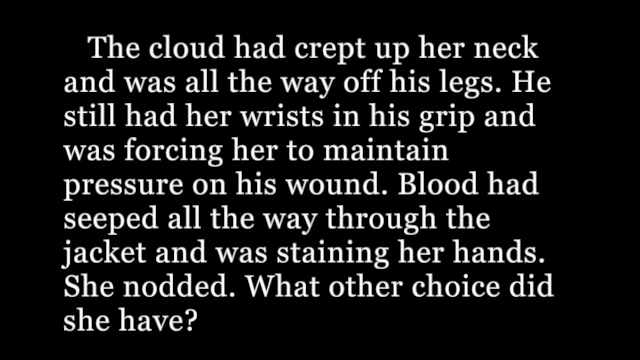 The cloud had crept up her neck
and was all the way off his legs. He
still had her wrists in his grip and
was forcing her to maintain
pressure on his wound. Blood had
seeped all the way through the
jacket and was staining her hands.
She nodded. What other choice did
she have?